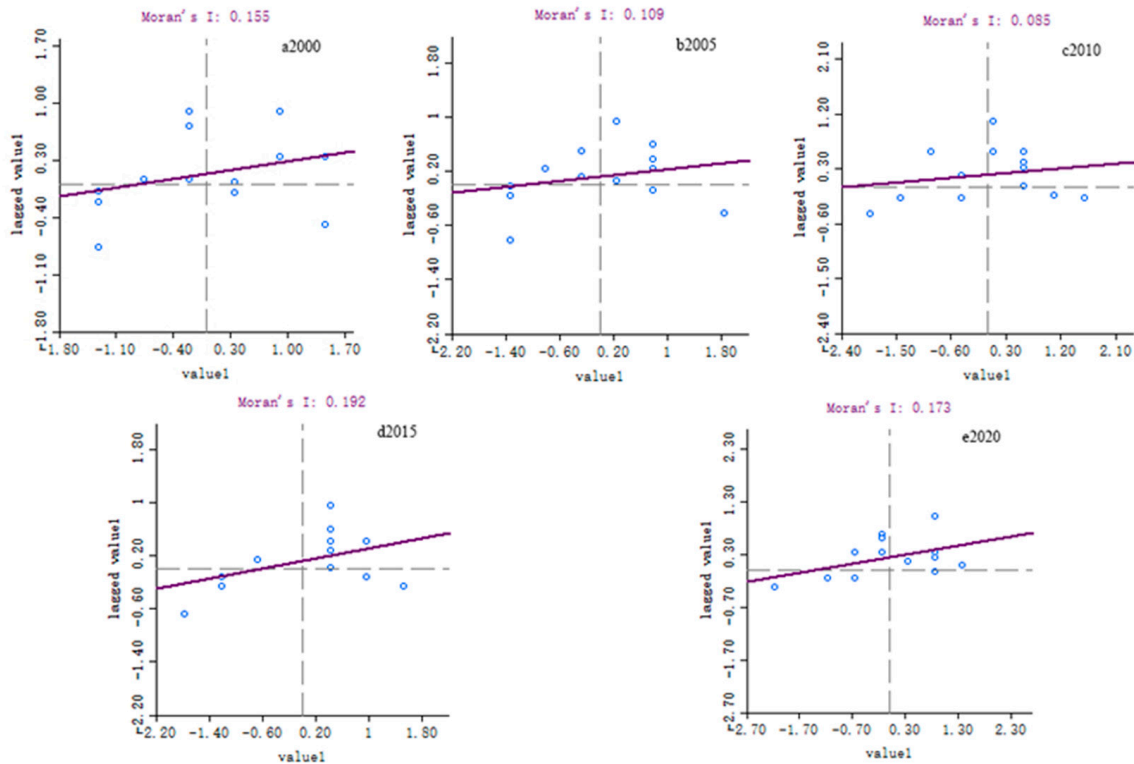 Moran's I: 0.155
a2000
lagged value1
1.70
1.00
0.30
-0.40
-1.10
-1.80
-1.80 -1.10 -0.40 0.30 1.00 1.70
value1
Moran's I: 0.109
b2005
lagged value1
1.80
1
0.20
-0.60
-1.40
-2.20
-2.20 -1.40 -0.60 0.20 1 1.80
value1
Moran's I: 0.085
c2010
lagged value1
2.10
1.20
0.30
-0.60
-1.50
-2.40
-2.40 -1.50 -0.60 0.30 1.20 2.10
value1
Moran's I: 0.192
d2015
lagged value1
1.80
1
0.20
-0.60
-1.40
-2.20
-2.20 -1.40 -0.60 0.20 1 1.80
value1
Moran's I: 0.173
e2020
lagged value1
2.30
1.30
0.30
-0.70
-1.70
-2.70
-2.70 -1.70 -0.70 0.30 1.30 2.30
value1